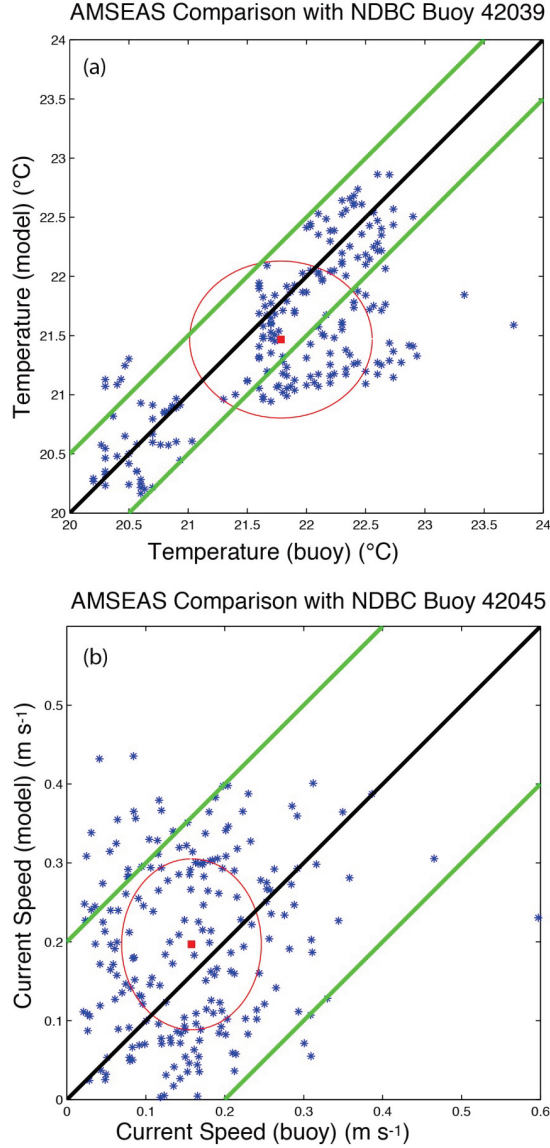 AMSEAS Comparison with NDBC Buoy 42039
(a)
Temperature (model) (°C)
24
23.5
23
22.5
22
21.5
21
20.5
20
20 20.5 21 21.5 22 22.5 23 23.5 24
Temperature (buoy) (°C)
AMSEAS Comparison with NDBC Buoy 42045
(b)
Current Speed (model) (m s-1)
0.5
0.4
0.3
0.2
0.1
0
0 0.1 0.2 0.3 0.4 0.5 0.6
Current Speed (buoy) (m s-1)